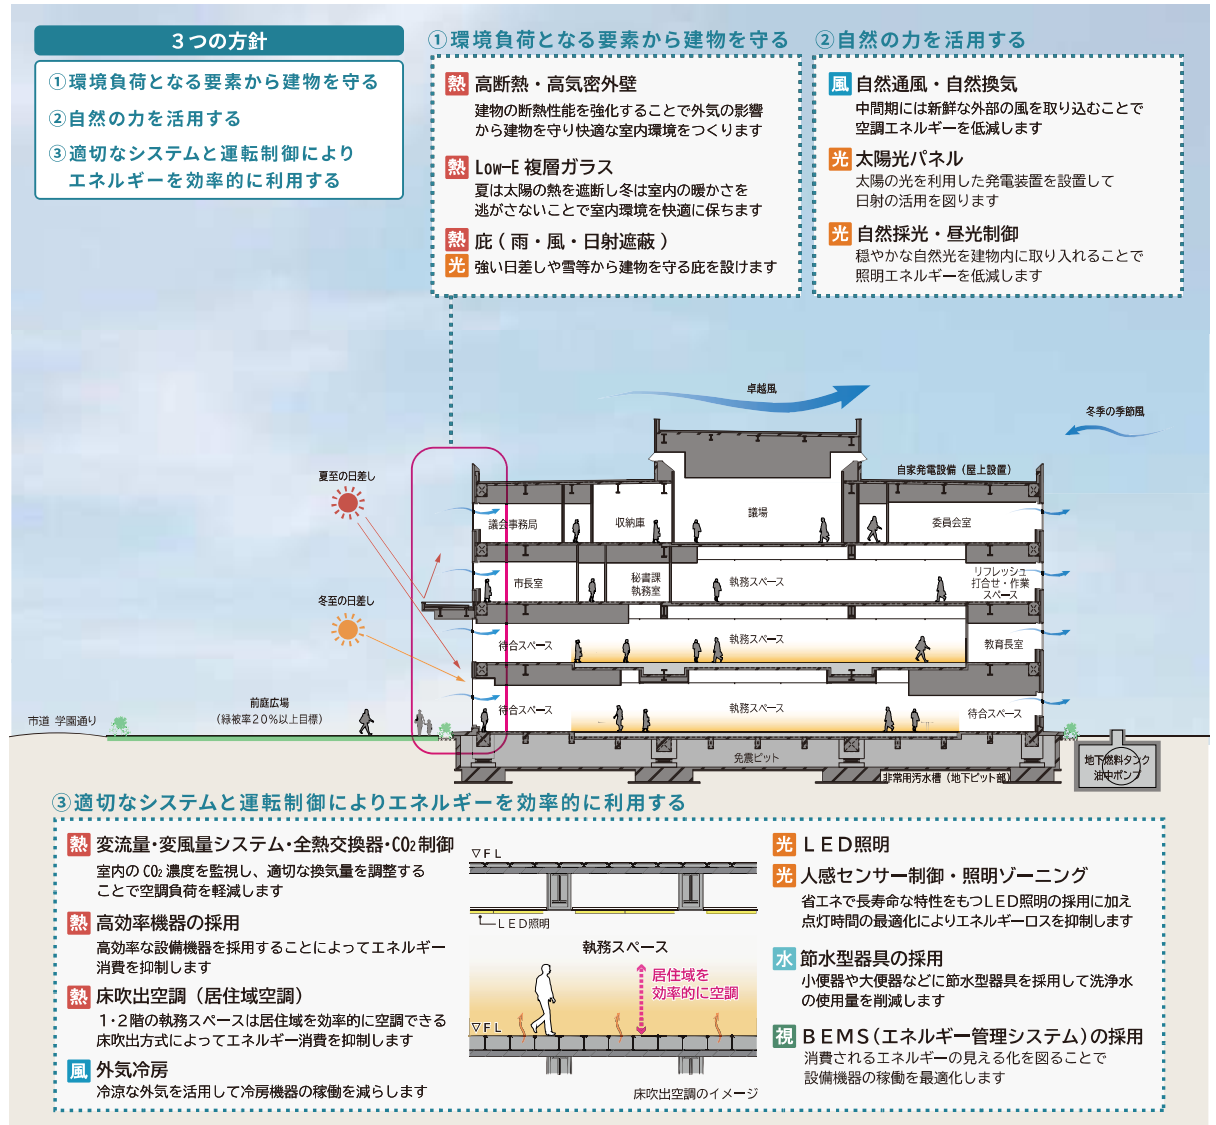 ３つの方針
①環境負荷となる要素から建物を守る
②自然の力を活用する
③適切なシステムと運転制御により
エネルギーを効率的に利用する
①環境負荷となる要素から建物を守る
熱 高断熱・高気密外壁
建物の断熱性能を強化することで外気の影響
から建物を守り快適な室内環境をつくります
熱 Low-E 複層ガラス
夏は太陽の熱を遮断し冬は室内の暖かさを
逃がさないことで室内環境を快適に保ちます
熱 庇（雨・風・日射遮蔽）
光 強い日差しや雪等から建物を守る庇を設けます
②自然の力を活用する
風 自然通風・自然換気
中間期には新鮮な外部の風を取り込むことで
空調エネルギーを低減します
光 太陽光パネル
太陽の光を利用した発電装置を設置して
日射の活用を図ります
光 自然採光・昼光制御
穏やかな自然光を建物内に取り入れることで
照明エネルギーを低減します
卓越風
冬季の季節風
夏至の日差し
冬至の日差し
自家発電設備（屋上設置）
議会事務局
収納庫
議場
委員会室
市長室
秘書課
執務室
執務スペース
リフレッシュ
打合せ・作業
スペース
待合スペース
執務スペース
教育長室
待合スペース
執務スペース
待合スペース
市道 学園通り
前庭広場
（緑被率２０％以上目標）
免震ピット
非常用汚水槽（地下ピット部）
地下燃料タンク
油中ポンプ
③適切なシステムと運転制御によりエネルギーを効率的に利用する
熱 変流量・変風量システム・全熱交換器・CO₂制御
室内の CO₂ 濃度を監視し、適切な換気量を調整する
ことで空調負荷を軽減します
熱 高効率機器の採用
高効率な設備機器を採用することによってエネルギー
消費を抑制します
熱 床吹出空調（居住域空調）
１・２階の執務スペースは居住域を効率的に空調できる
床吹出方式によってエネルギー消費を抑制します
風 外気冷房
冷涼な外気を活用して冷房機器の稼働を減らします
▽ＦＬ
ＬＥＤ照明
執務スペース
居住域を
効率的に空調
▽ＦＬ
床吹出空調のイメージ
光 ＬＥＤ照明
光 人感センサー制御・照明ゾーニング
省エネで長寿命な特性をもつＬＥＤ照明の採用に加え
点灯時間の最適化によりエネルギーロスを抑制します
水 節水型器具の採用
小便器や大便器などに節水型器具を採用して洗浄水
の使用量を削減します
視 ＢＥＭＳ（エネルギー管理システム）の採用
消費されるエネルギーの見える化を図ることで
設備機器の稼働を最適化します